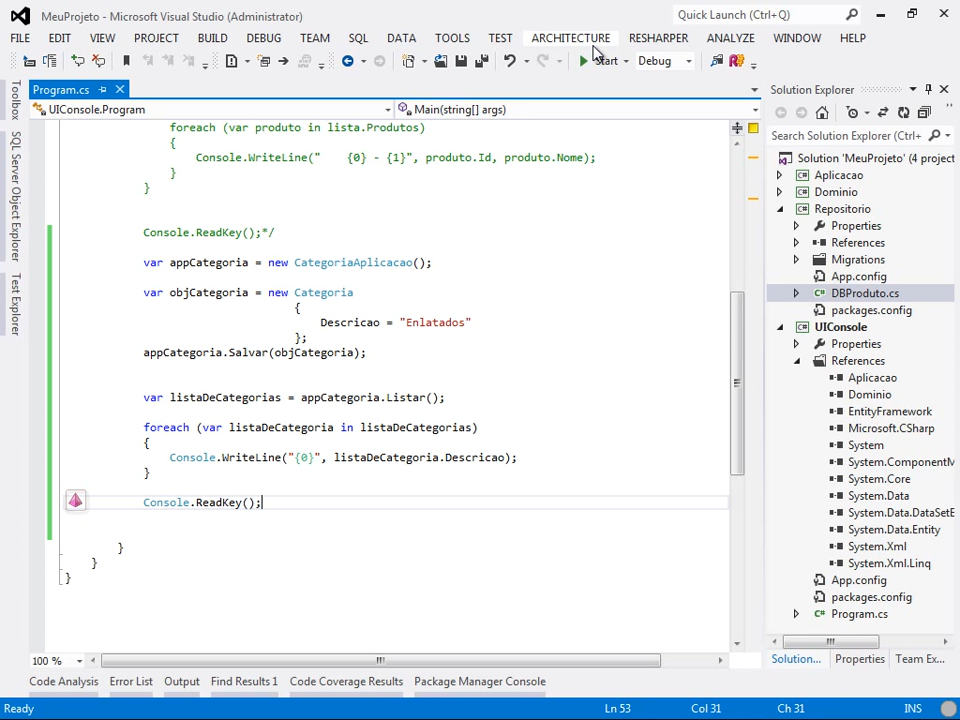 MeuProjeto - Microsoft Visual Studio (Administrator)
Quick Launch (Ctrl+Q)
FILE EDIT VIEW PROJECT BUILD DEBUG TEAM SQL DATA TOOLS TEST ARCHITECTURE RESHARPER ANALYZE WINDOW HELP
Debug
Program.cs
UIConsole.Program
Main(string[] args)
foreach (var produto in lista.Produtos)
{
Console.WriteLine("    {0} - {1}", produto.Id, produto.Nome);
}
}
Console.ReadKey();*/
var appCategoria = new CategoriaAplicacao();
var objCategoria = new Categoria
{
Descricao = "Enlatados"
};
appCategoria.Salvar(objCategoria);
var listaDeCategorias = appCategoria.Listar();
foreach (var listaDeCategoria in listaDeCategorias)
{
Console.WriteLine("{0}", listaDeCategoria.Descricao);
}
Console.ReadKey();
}
}
}
100 %
Toolbox
SQL Server Object Explorer
Test Explorer
Solution Explorer
Search Solution Explorer (Ctrl+
Solution 'MeuProjeto' (4 project
Aplicacao
Dominio
Repositorio
Properties
References
Migrations
App.config
DBProduto.cs
packages.config
UIConsole
Properties
References
Aplicacao
Dominio
EntityFramework
Microsoft.CSharp
System
System.ComponentM
System.Core
System.Data
System.Data.DataSetE
System.Data.Entity
System.Xml
System.Xml.Linq
App.config
packages.config
Program.cs
Solution... Properties Team Ex...
Code Analysis Error List Output Find Results 1 Code Coverage Results Package Manager Console
Ready Ln 53 Col 31 Ch 31 INS